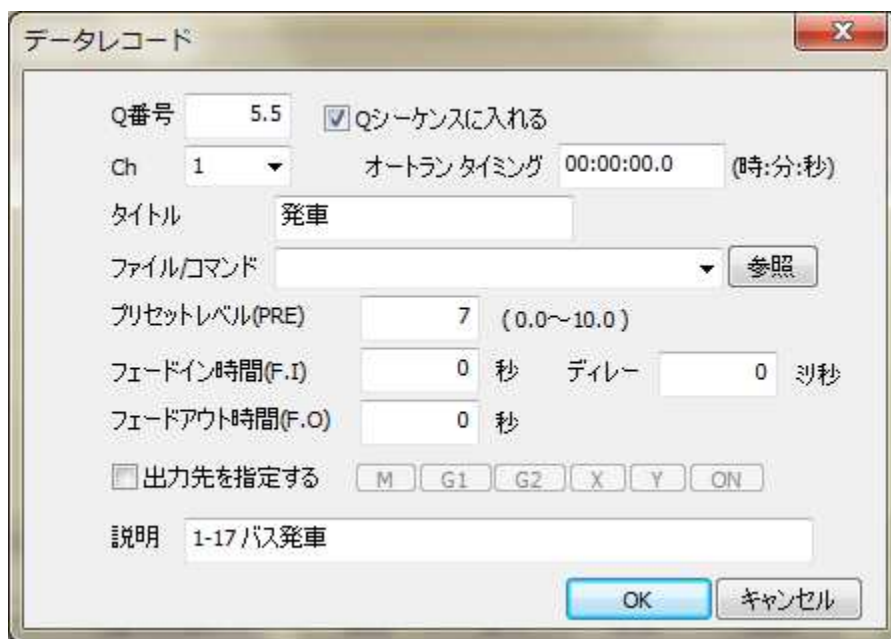 データレコード
Q番号 5.5 Qシーケンスに入れる
Ch 1 オートラン タイミング 00:00:00.0 (時:分:秒)
タイトル 発車
ファイル/コマンド 参照
プリセットレベル(PRE) 7 (0.0～10.0)
フェードイン時間(F.I) 0 秒 ディレー 0 ミリ秒
フェードアウト時間(F.O) 0 秒
出力先を指定する M G1 G2 X Y ON
説明 1-17 バス発車
OK キャンセル